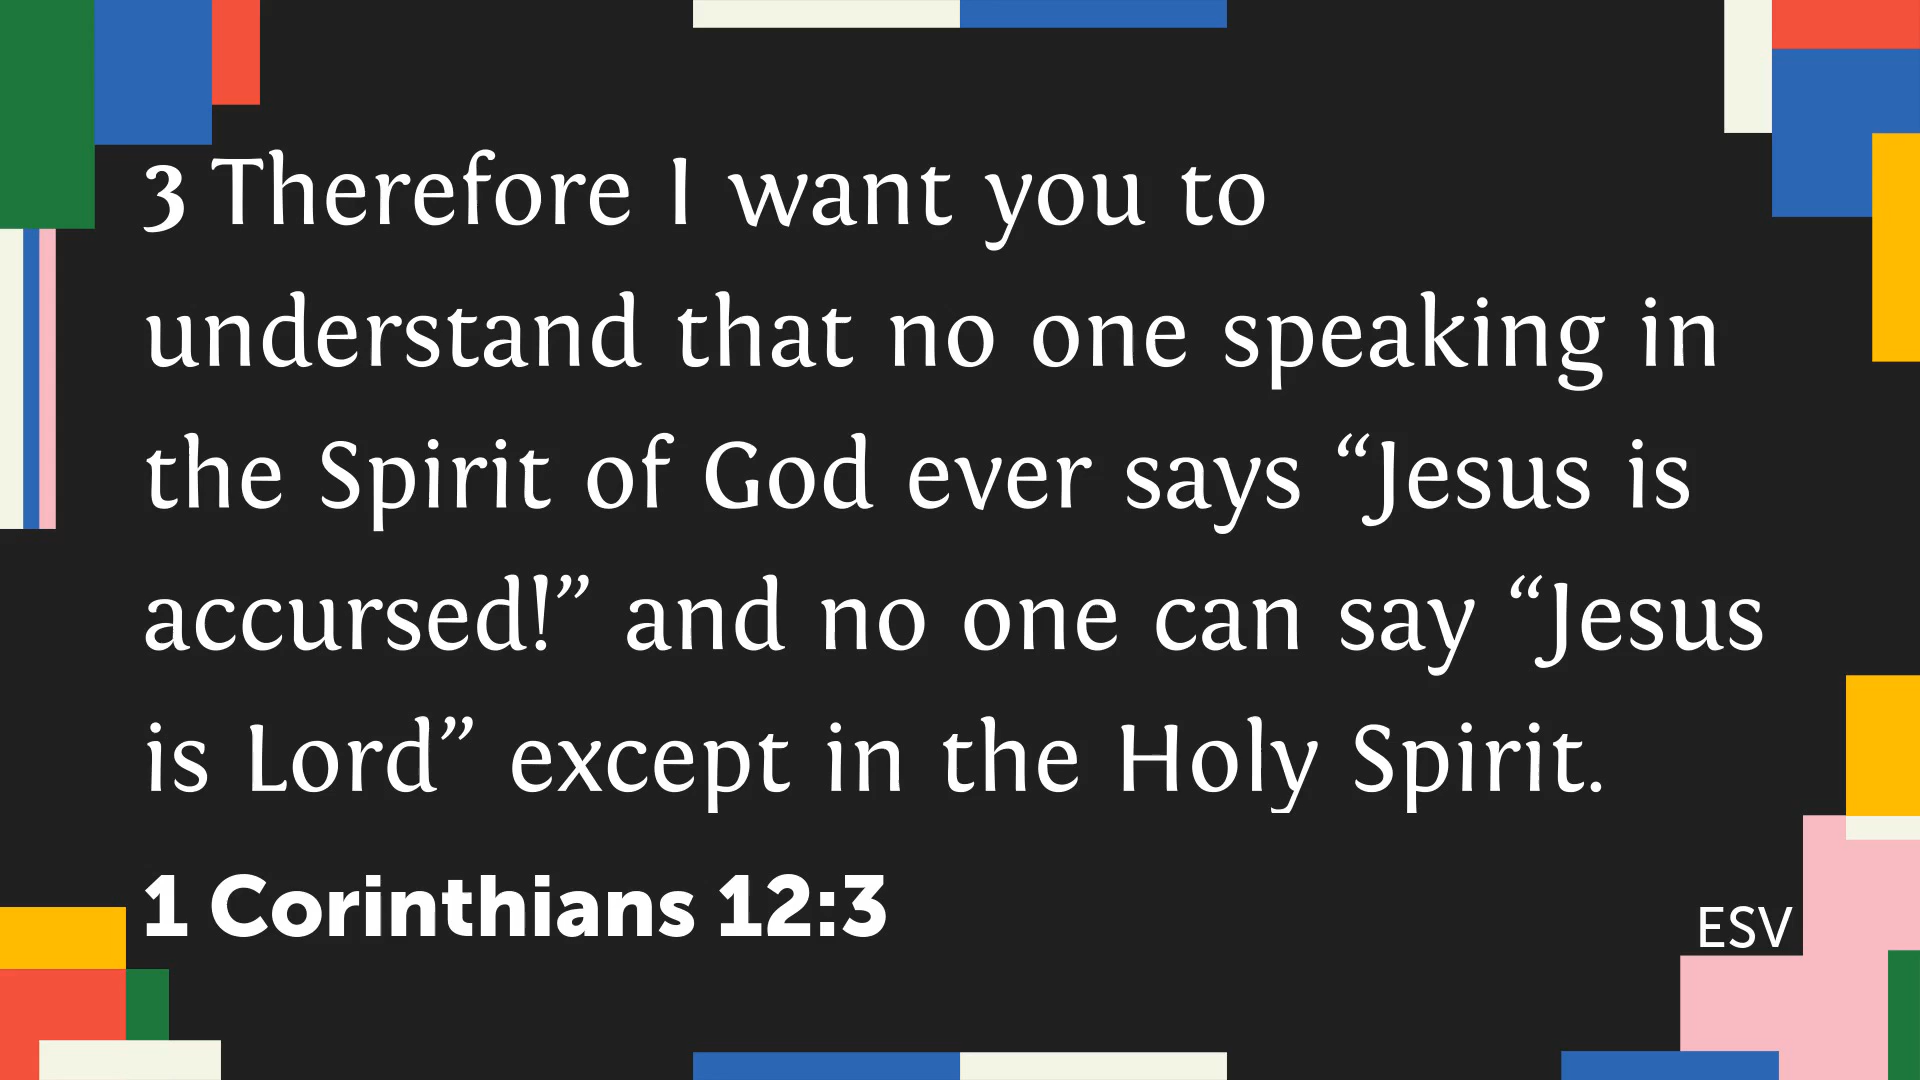 3 Therefore I want you to
understand that no one speaking in
the Spirit of God ever says “Jesus is
accursed!” and no one can say “Jesus
is Lord” except in the Holy Spirit.
1 Corinthians 12:3
ESV